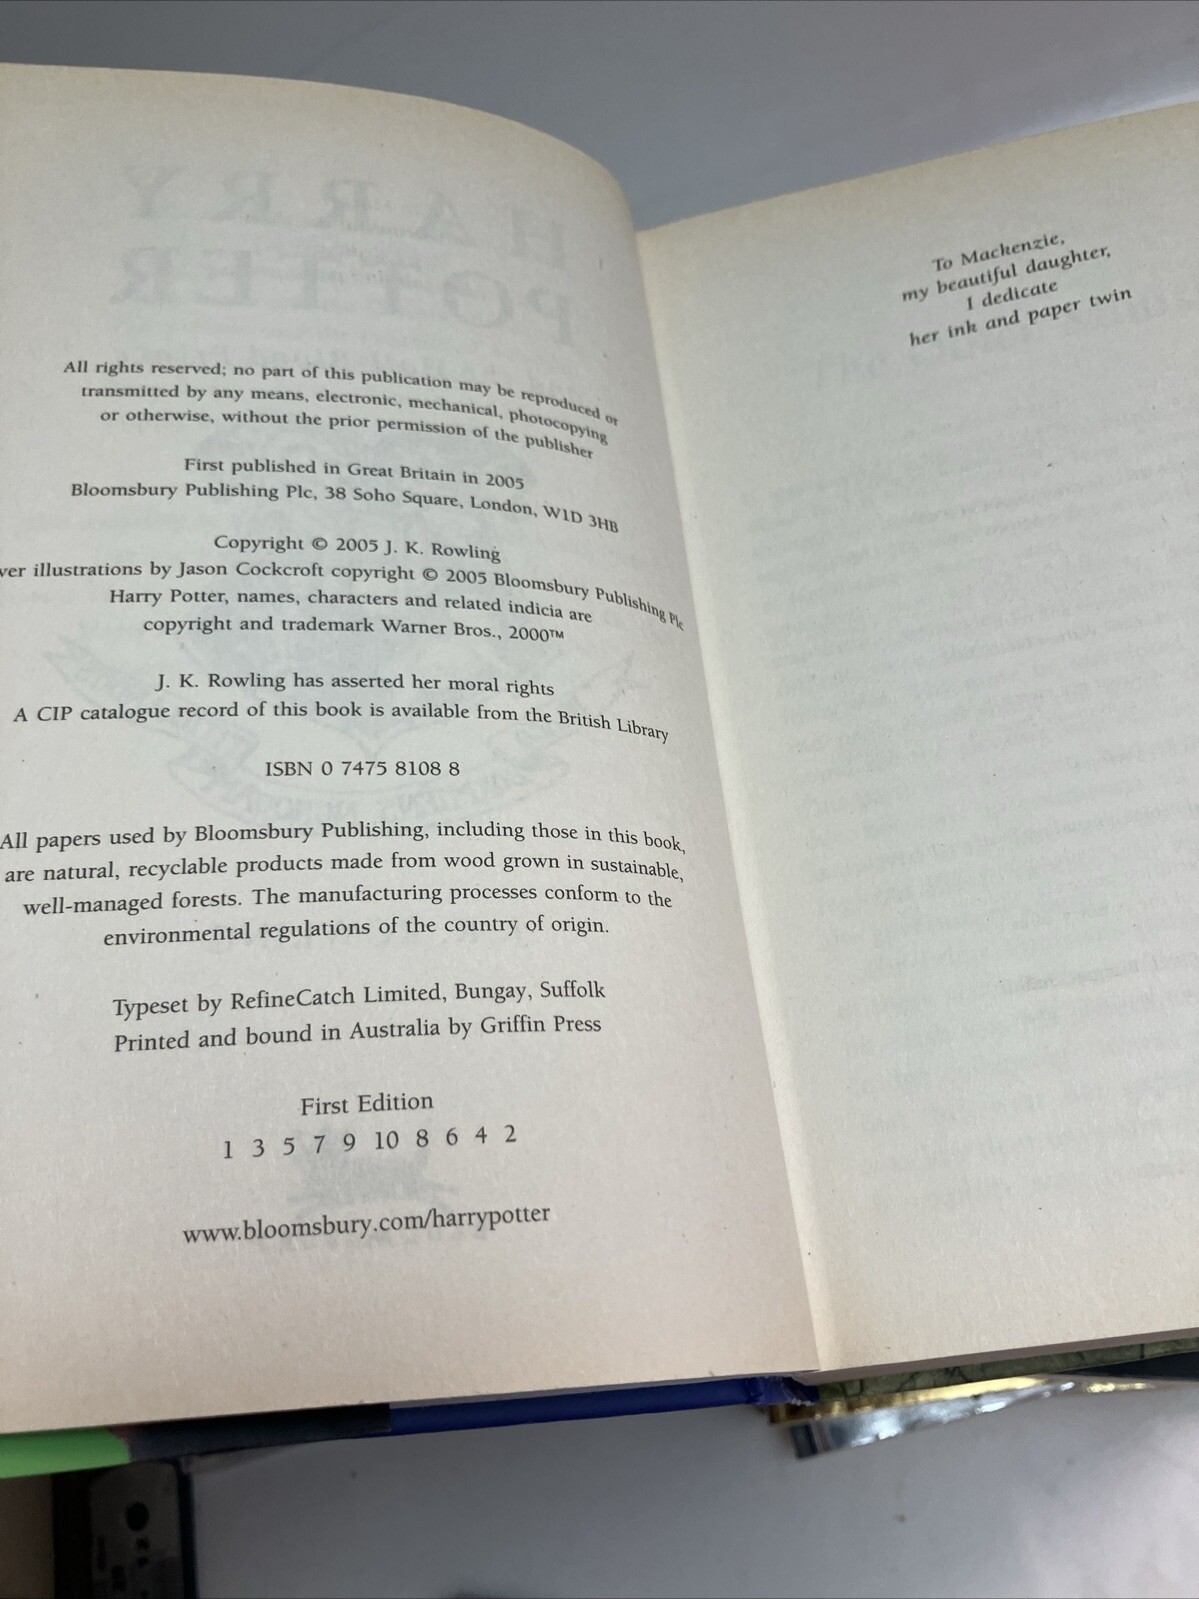 All rights reserved; no part of this publication may be reproduced or
transmitted by any means, electronic, mechanical, photocopying
or otherwise, without the prior permission of the publisher
First published in Great Britain in 2005
Bloomsbury Publishing Plc, 38 Soho Square, London, W1D 3HB
Copyright © 2005 J. K. Rowling
ver illustrations by Jason Cockcroft copyright © 2005 Bloomsbury Publishing Plc
Harry Potter, names, characters and related indicia are
copyright and trademark Warner Bros., 2000™
J. K. Rowling has asserted her moral rights
A CIP catalogue record of this book is available from the British Library
ISBN 0 7475 8108 8
All papers used by Bloomsbury Publishing, including those in this book,
are natural, recyclable products made from wood grown in sustainable,
well-managed forests. The manufacturing processes conform to the
environmental regulations of the country of origin.
Typeset by RefineCatch Limited, Bungay, Suffolk
Printed and bound in Australia by Griffin Press
First Edition
1 3 5 7 9 10 8 6 4 2
www.bloomsbury.com/harrypotter
To Mackenzie,
my beautiful daughter,
I dedicate
her ink and paper twin
HARRY
POTTER